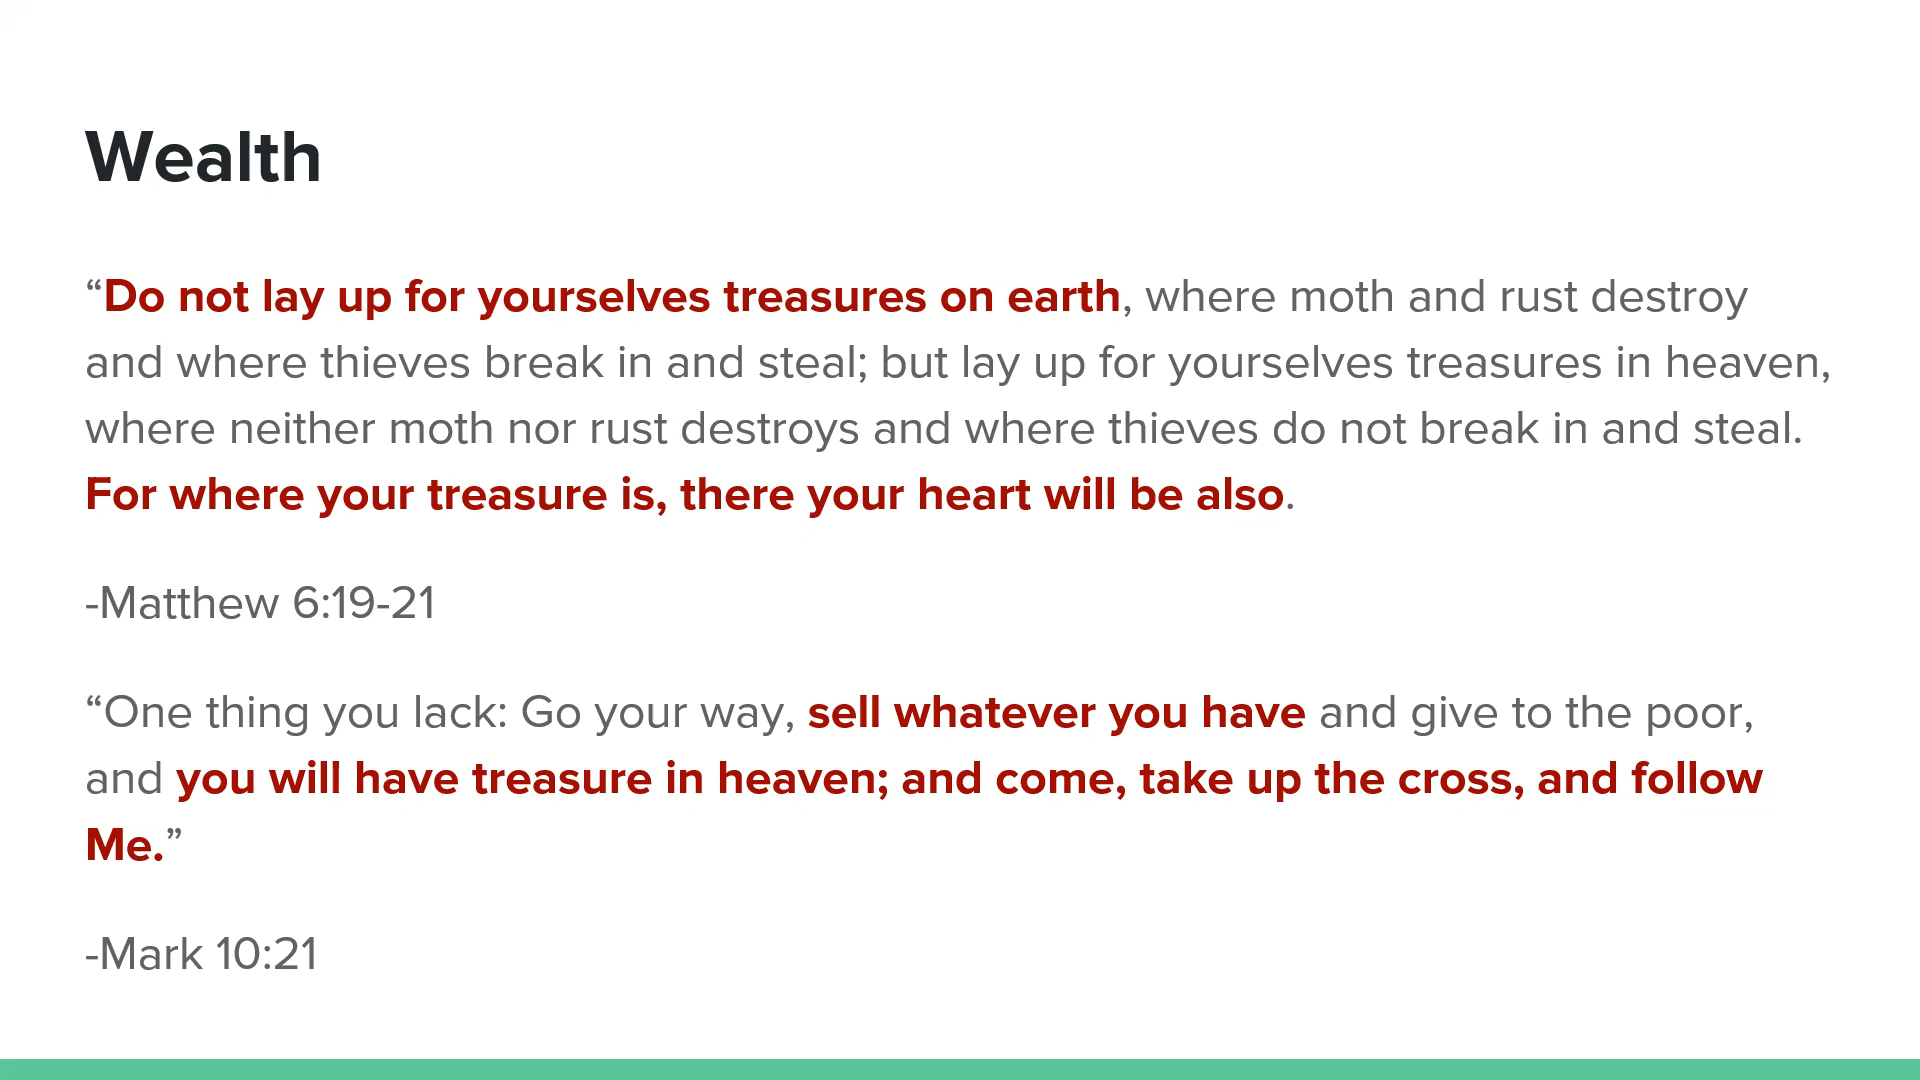 Wealth
“Do not lay up for yourselves treasures on earth, where moth and rust destroy
and where thieves break in and steal; but lay up for yourselves treasures in heaven,
where neither moth nor rust destroys and where thieves do not break in and steal.
For where your treasure is, there your heart will be also.
-Matthew 6:19-21
“One thing you lack: Go your way, sell whatever you have and give to the poor,
and you will have treasure in heaven; and come, take up the cross, and follow
Me.”
-Mark 10:21